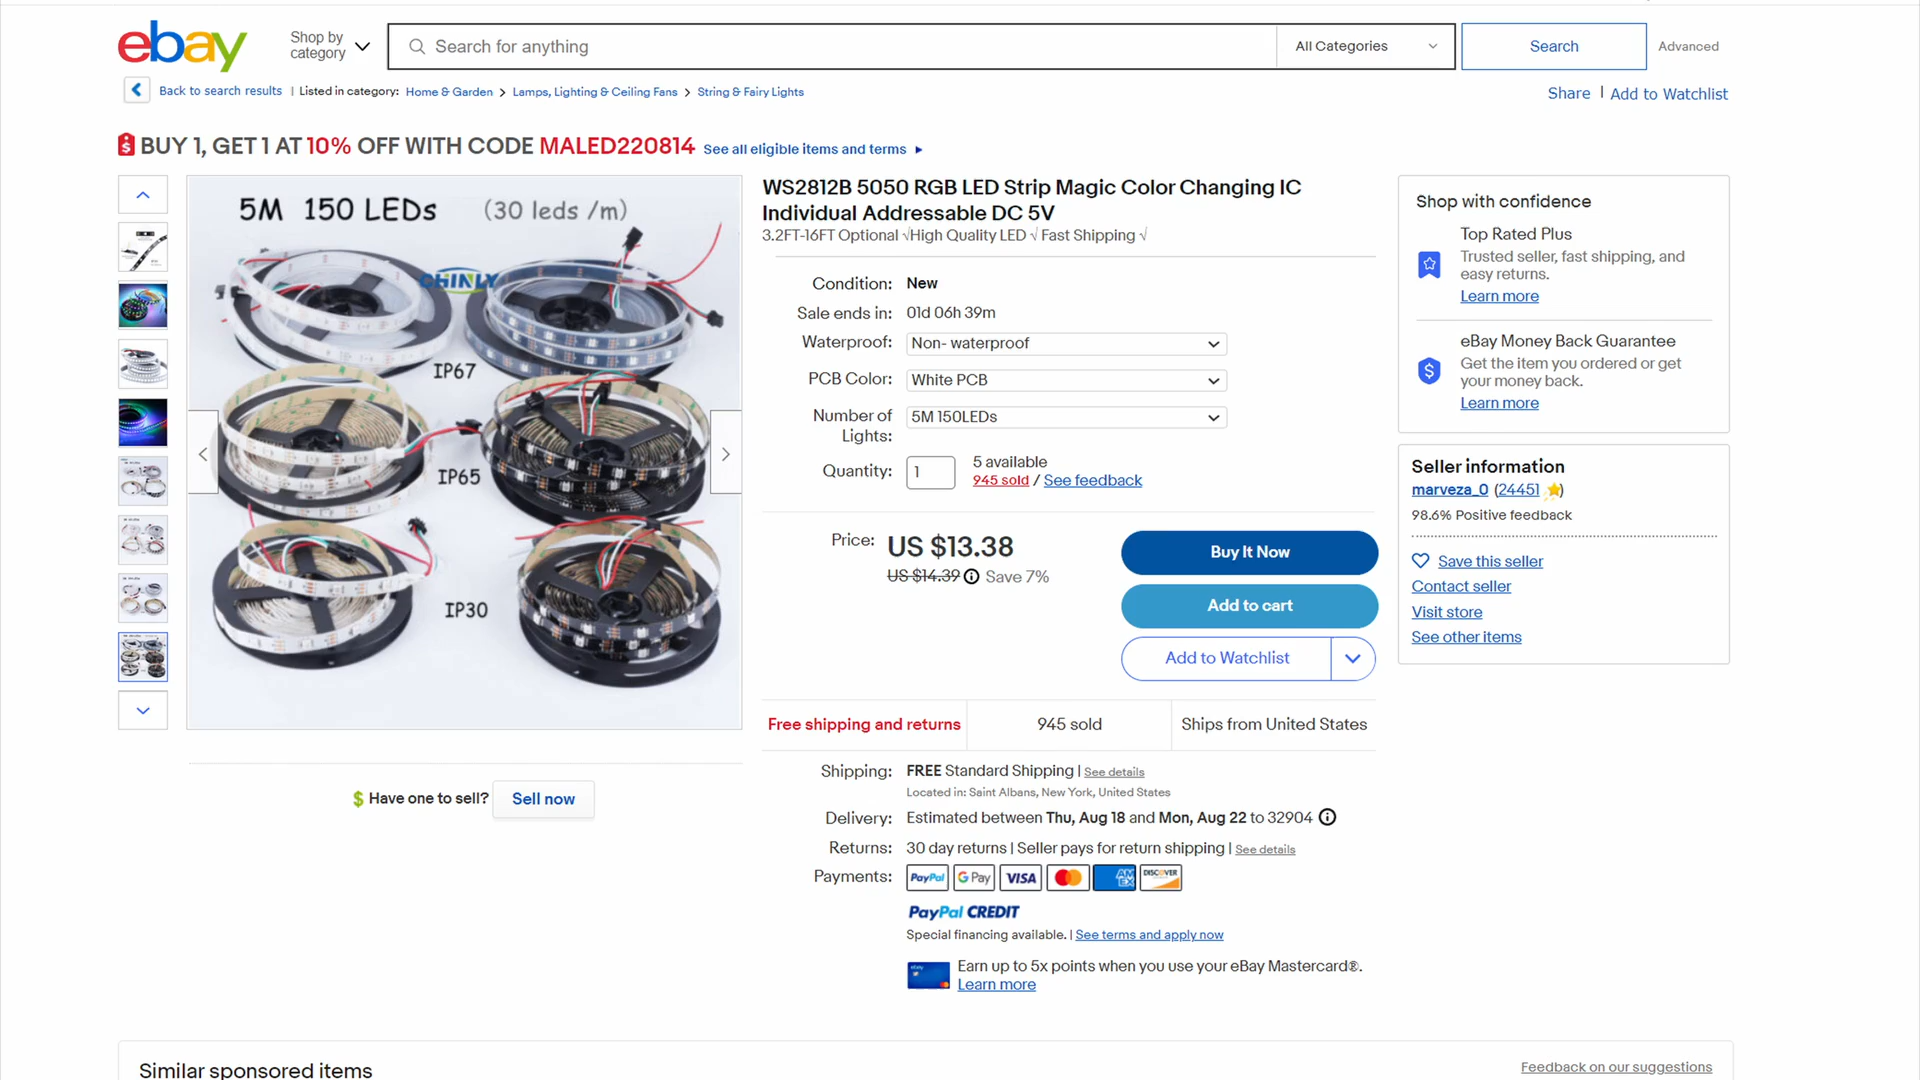 ebay
Shop by category
Search for anything
All Categories
Search
Advanced
Back to search results | Listed in category: Home & Garden > Lamps, Lighting & Ceiling Fans > String & Fairy Lights
Share | Add to Watchlist
BUY 1, GET 1 AT 10% OFF WITH CODE MALED220814 See all eligible items and terms
5M 150 LEDs (30 leds /m)
CHINLY
IP67
IP65
IP30
Have one to sell? Sell now
WS2812B 5050 RGB LED Strip Magic Color Changing IC
Individual Addressable DC 5V
3.2FT-16FT Optional √High Quality LED √ Fast Shipping √
Condition: New
Sale ends in: 01d 06h 39m
Waterproof: Non- waterproof
PCB Color: White PCB
Number of Lights: 5M 150LEDs
Quantity: 1
5 available
945 sold / See feedback
Price: US $13.38
US $14.39 Save 7%
Buy It Now
Add to cart
Add to Watchlist
Free shipping and returns
945 sold
Ships from United States
Shipping: FREE Standard Shipping | See details
Located in: Saint Albans, New York, United States
Delivery: Estimated between Thu, Aug 18 and Mon, Aug 22 to 32904
Returns: 30 day returns | Seller pays for return shipping | See details
Payments: PayPal G Pay VISA AMEX DISCOVER
PayPal CREDIT
Special financing available. | See terms and apply now
Earn up to 5x points when you use your eBay Mastercard®.
Learn more
Shop with confidence
Top Rated Plus
Trusted seller, fast shipping, and
easy returns.
Learn more
eBay Money Back Guarantee
Get the item you ordered or get
your money back.
Learn more
Seller information
marveza_0 (24451)
98.6% Positive feedback
Save this seller
Contact seller
Visit store
See other items
Similar sponsored items
Feedback on our suggestions